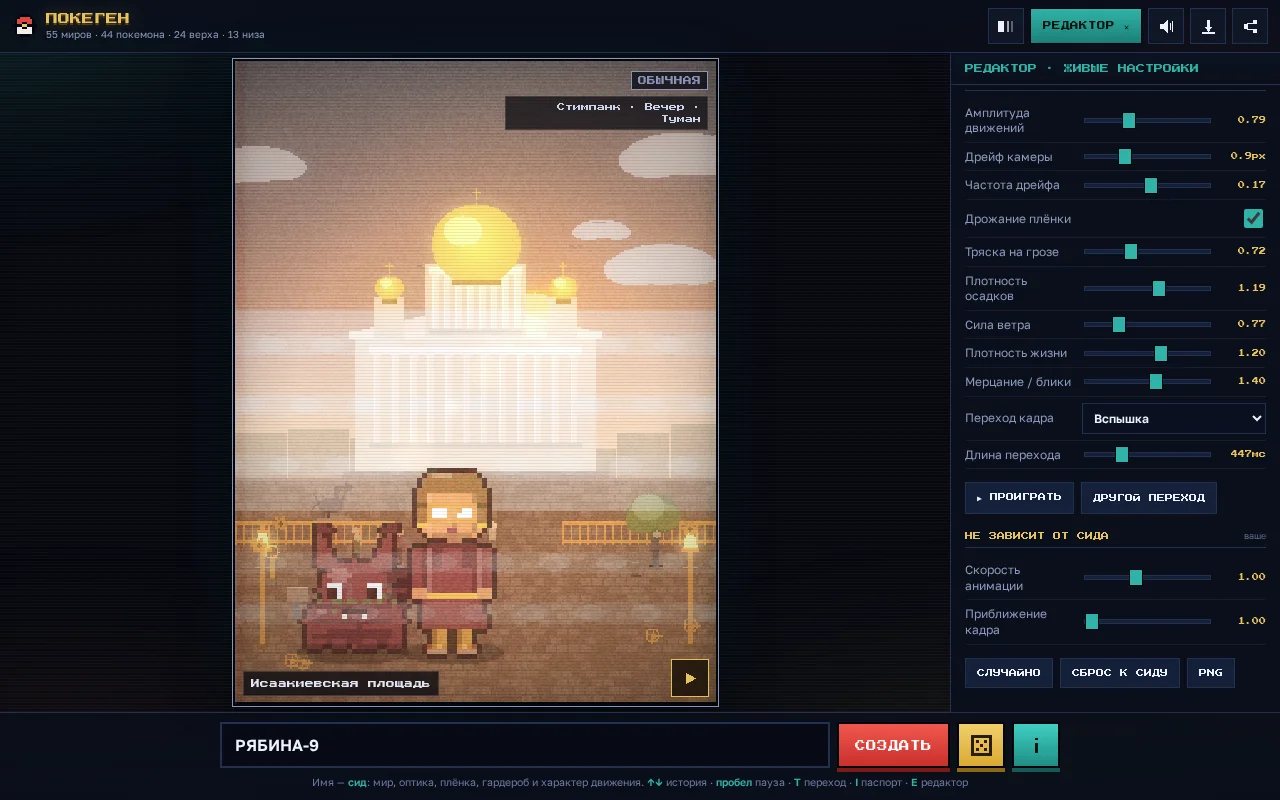 ПОКЕГЕН
55 миров · 44 покемона · 24 верха · 13 низа
РЕДАКТОР
РЕДАКТОР · ЖИВЫЕ НАСТРОЙКИ
ОБЫЧНАЯ
Стимпанк · Вечер ·
Туман
Исаакиевская площадь
Амплитуда
движений
0.79
Дрейф камеры
0.9px
Частота дрейфа
0.17
Дрожание плёнки
Тряска на грозе
0.72
Плотность
осадков
1.19
Сила ветра
0.77
Плотность жизни
1.20
Мерцание / блики
1.40
Переход кадра
Вспышка
Длина перехода
447мс
▸ ПРОИГРАТЬ
ДРУГОЙ ПЕРЕХОД
НЕ ЗАВИСИТ ОТ СИДА
ваше
Скорость
анимации
1.00
Приближение
кадра
1.00
СЛУЧАЙНО
СБРОС К СИДУ
PNG
РЯБИНА-9
СОЗДАТЬ
i
Имя — сид: мир, оптика, плёнка, гардероб и характер движения. ↑↓ история · пробел пауза · T переход · I паспорт · E редактор